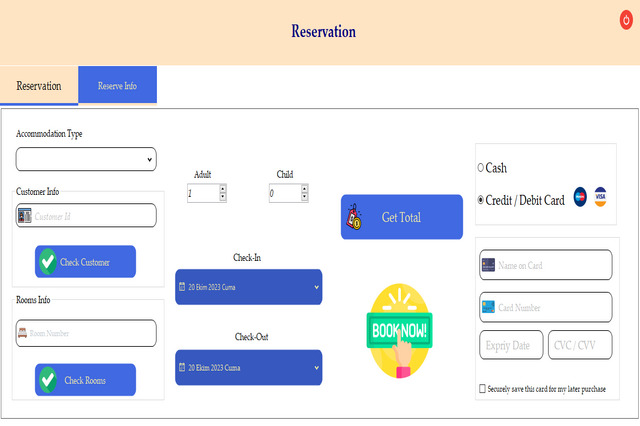 Reservation
Reservation
Reserve Info
Accommodation Type
Customer Info
Customer Id
Check Customer
Rooms Info
Room Number
Check Rooms
Adult
Child
1
0
Check-In
20 Ekim 2023 Cuma
Check-Out
20 Ekim 2023 Cuma
Get Total
BOOK NOW!
Cash
Credit / Debit Card
VISA
Name on Card
Card Number
Expriy Date
CVC / CVV
Securely save this card for my later purchase